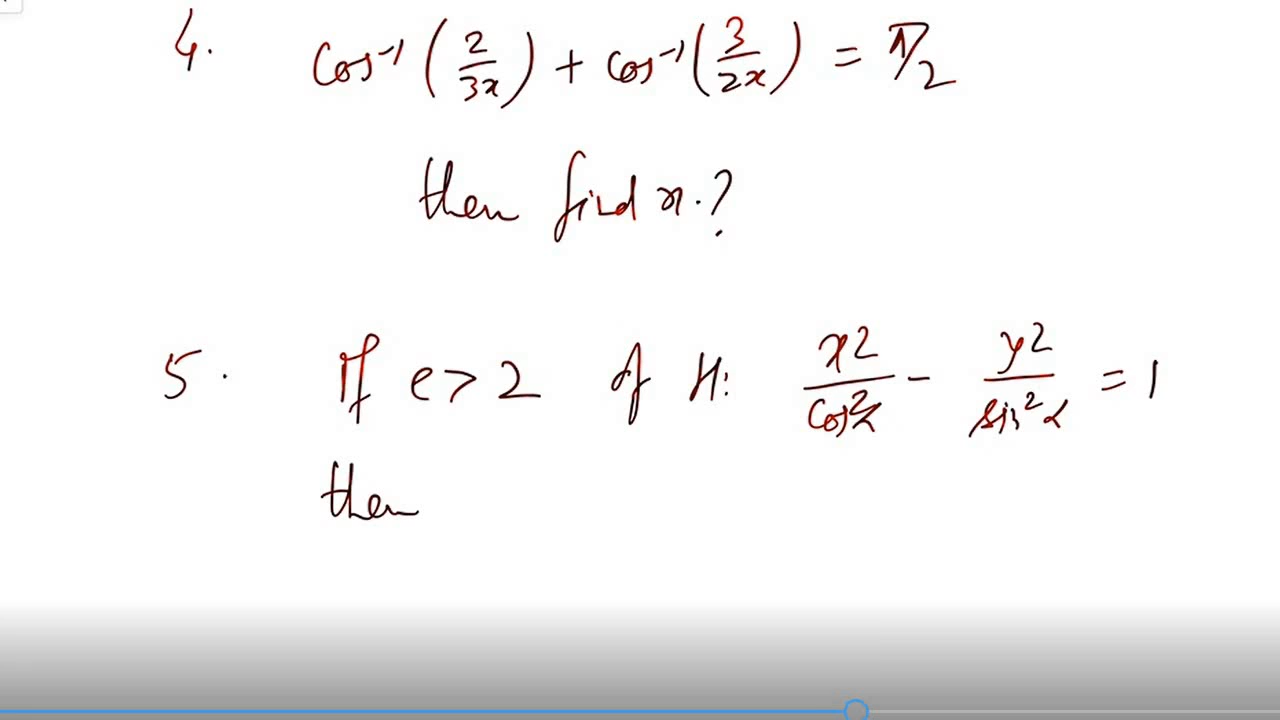 4. cos⁻¹(2/3x) + cos⁻¹(3/2x) = π/2
then find x.?
5. If e > 2 of H: x²/cos²α − y²/sin²α = 1
then